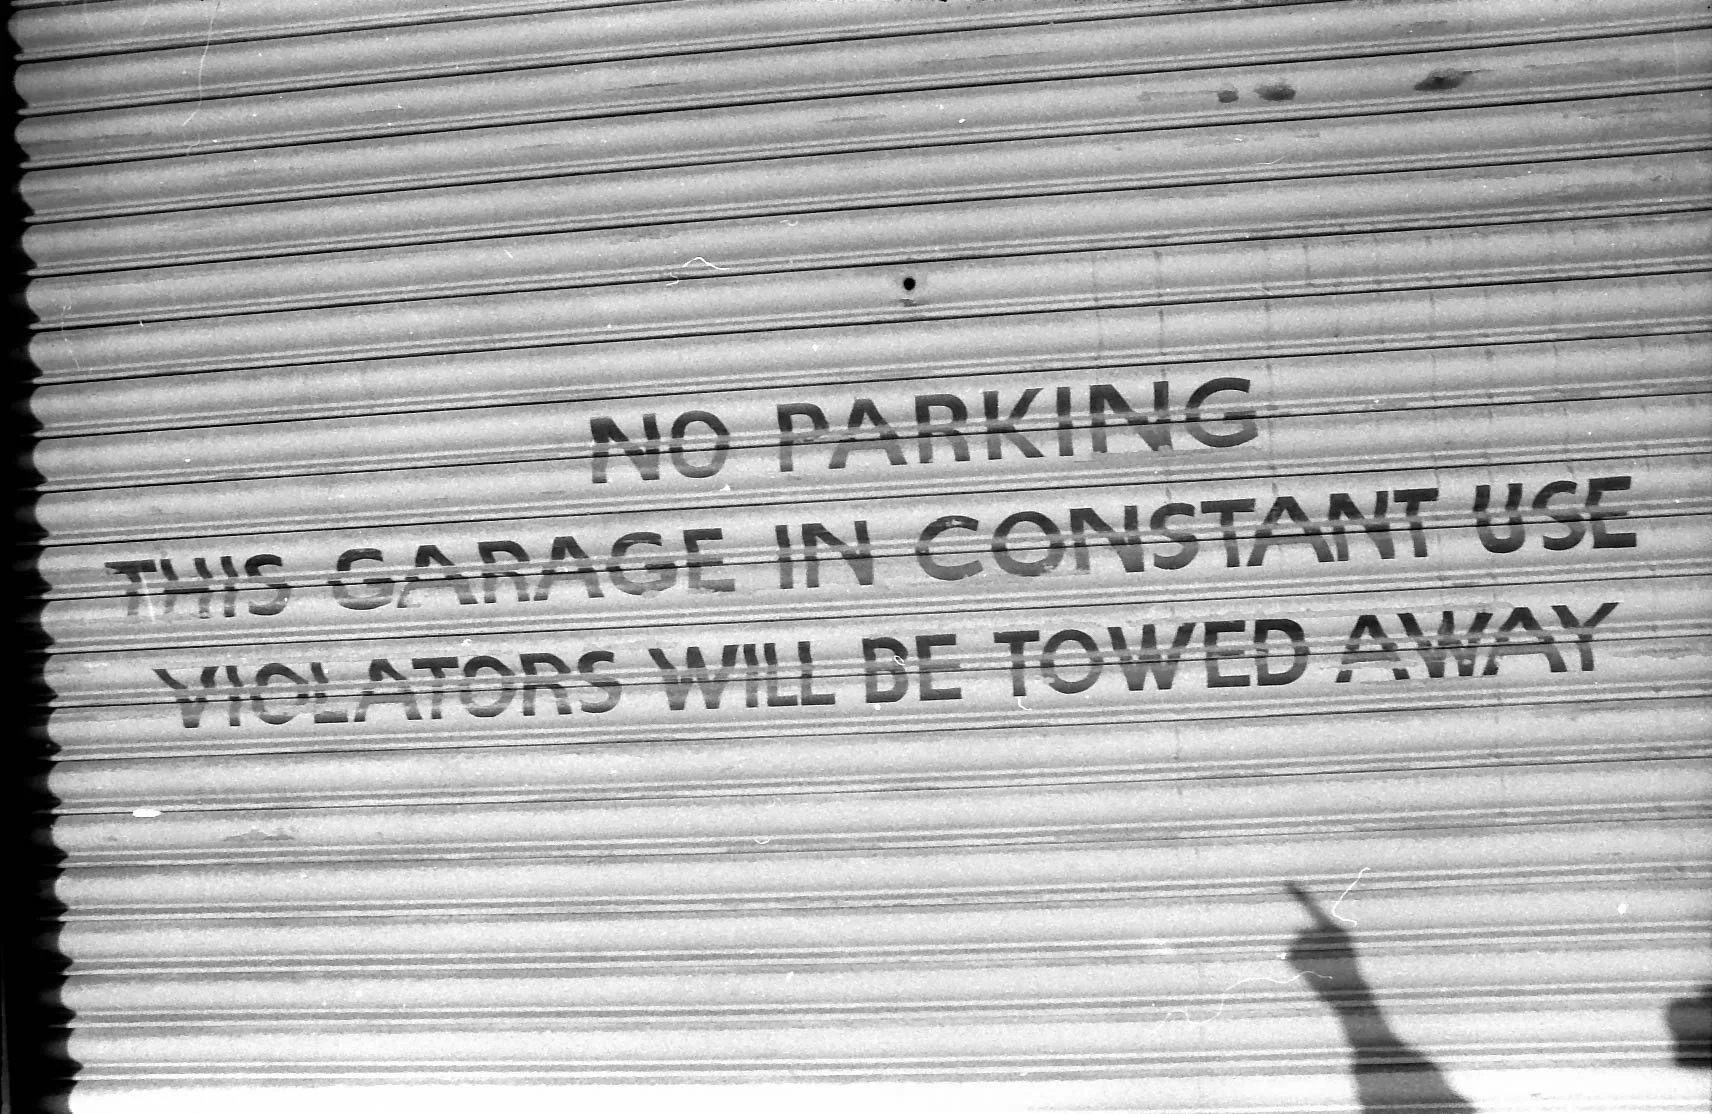 NO PARKING
THIS GARAGE IN CONSTANT USE
VIOLATORS WILL BE TOWED AWAY